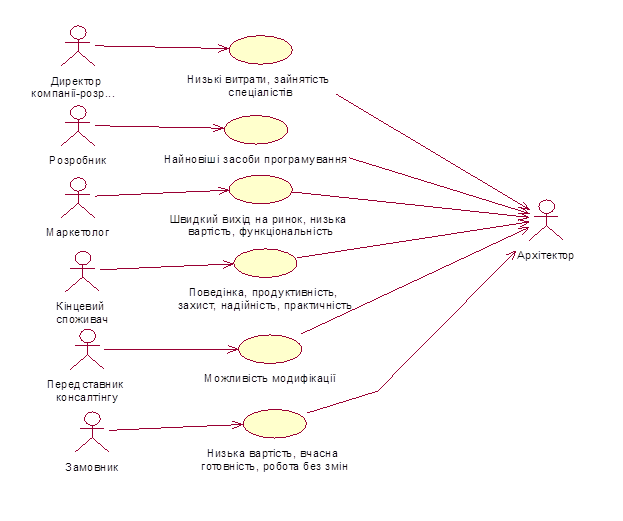 Директор
компанії-розр...
Низькі витрати, зайнятість
спеціалістів
Розробник
Найновіші засоби програмування
Маркетолог
Швидкий вихід на ринок, низька
вартість, функціональність
Архітектор
Кінцевий
споживач
Поведінка, продуктивність,
захист, надійність, практичність
Передставник
консалтінгу
Можливість модифікації
Замовник
Низька вартість, вчасна
готовність, робота без змін